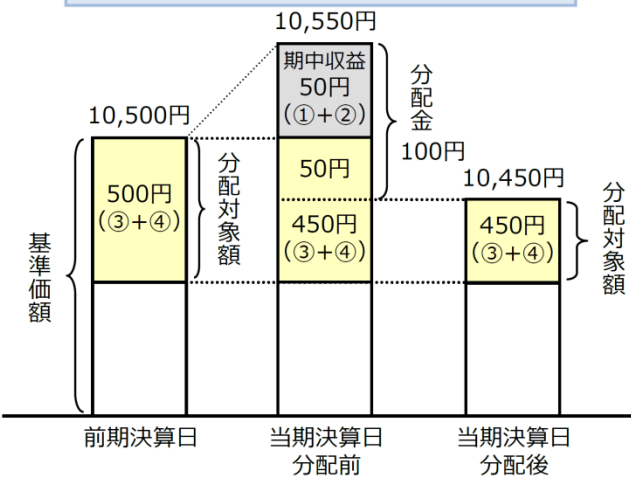 10,550円
期中収益
50円
(①+②)
分配金
100円
10,500円
500円
(③+④)
分配対象額
50円
450円
(③+④)
10,450円
450円
(③+④)
分配対象額
基準価額
前期決算日
当期決算日
分配前
当期決算日
分配後